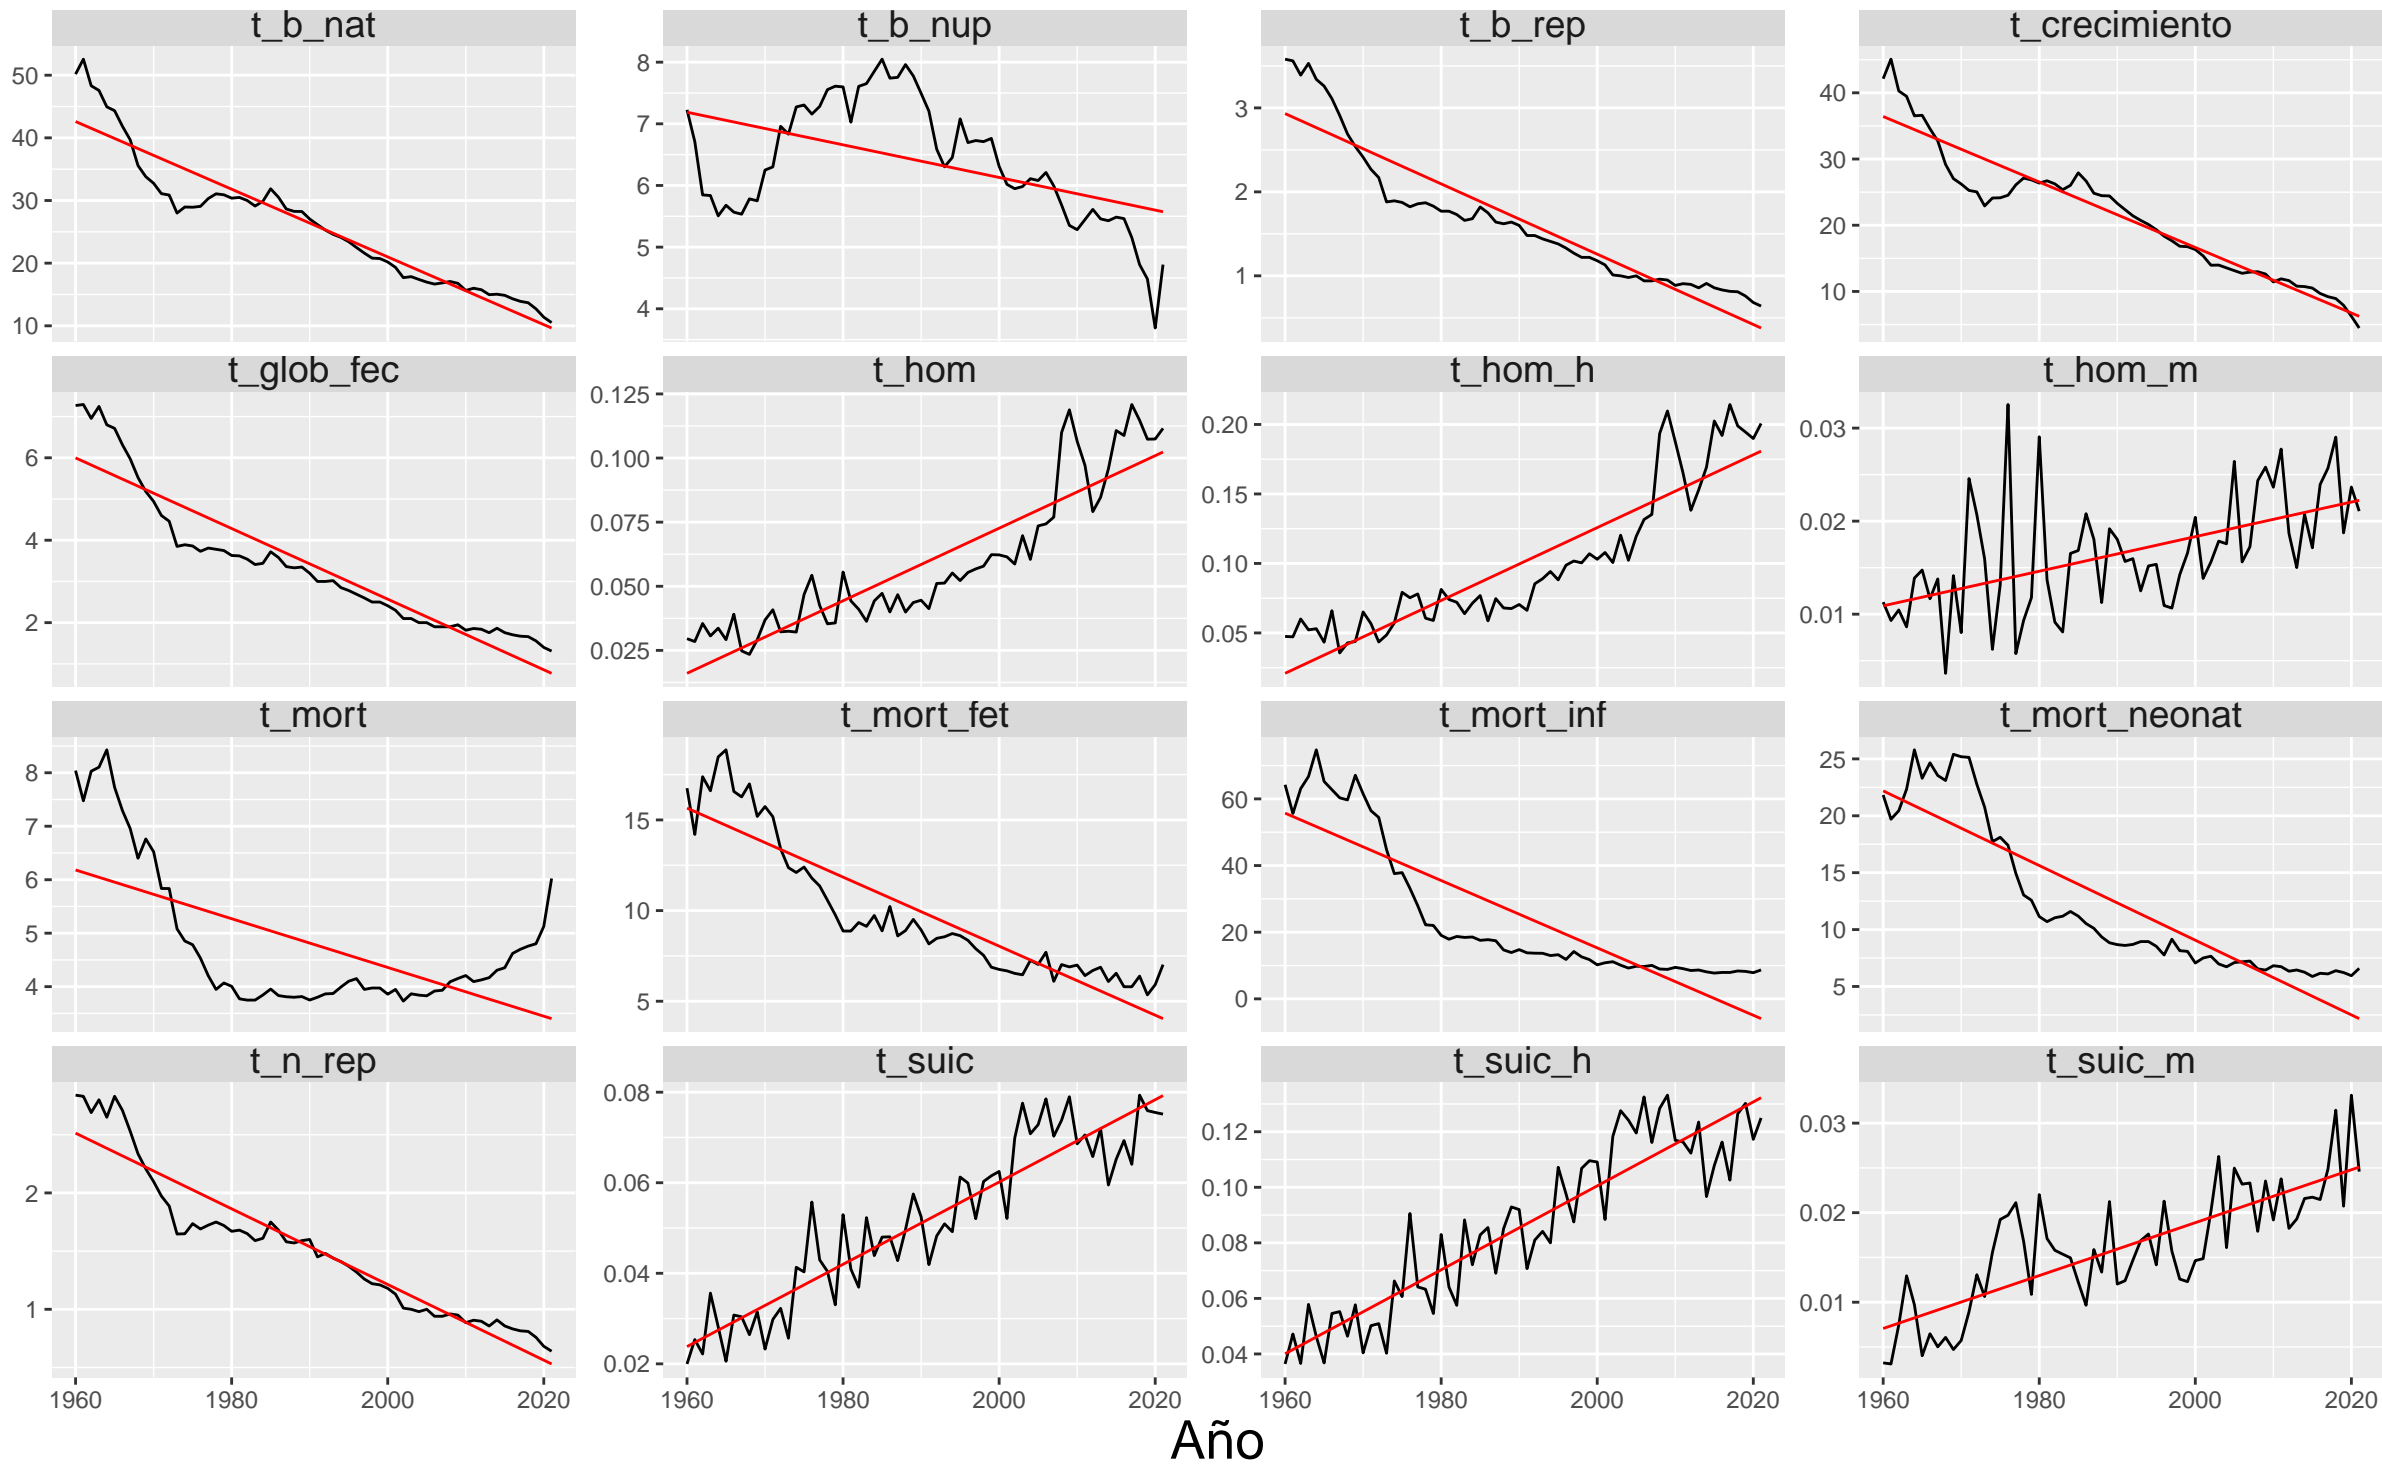 t_b_nat t_b_nup t_b_rep t_crecimiento
50 40 30 20 10
8 7 6 5 4
3 2 1
40 30 20 10
t_glob_fec t_hom t_hom_h t_hom_m
6 4 2
0.125 0.100 0.075 0.050 0.025
0.20 0.15 0.10 0.05
0.03 0.02 0.01
t_mort t_mort_fet t_mort_inf t_mort_neonat
8 7 6 5 4
15 10 5
60 40 20 0
25 20 15 10 5
t_n_rep t_suic t_suic_h t_suic_m
2 1
0.08 0.06 0.04 0.02
0.12 0.10 0.08 0.06 0.04
0.03 0.02 0.01
1960 1980 2000 2020 1960 1980 2000 2020 1960 1980 2000 2020 1960 1980 2000 2020
Año